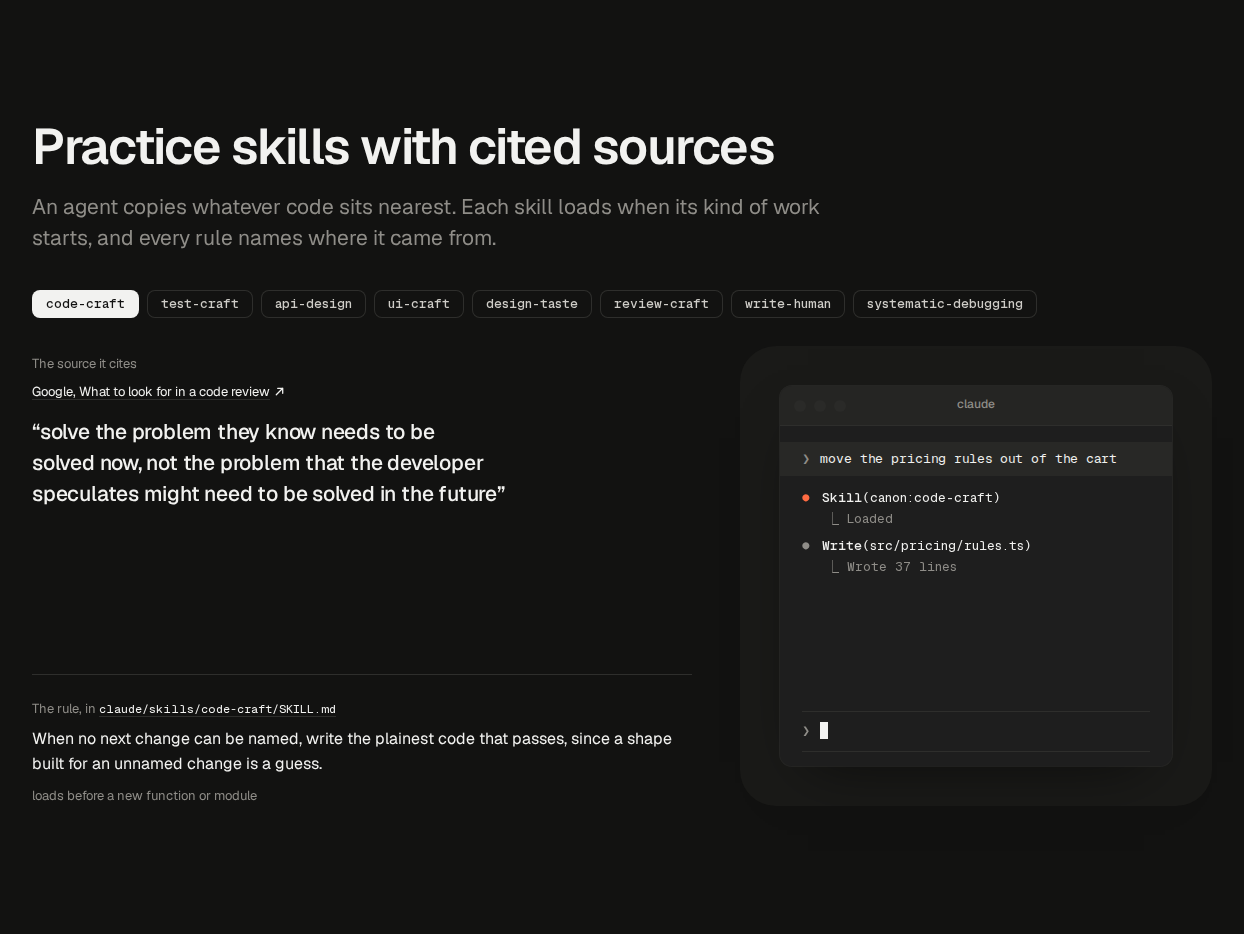 Practice skills with cited sources
An agent copies whatever code sits nearest. Each skill loads when its kind of work
starts, and every rule names where it came from.
code-craft test-craft api-design ui-craft design-taste review-craft write-human systematic-debugging
The source it cites
Google, What to look for in a code review ↗
“solve the problem they know needs to be
solved now, not the problem that the developer
speculates might need to be solved in the future”
The rule, in claude/skills/code-craft/SKILL.md
When no next change can be named, write the plainest code that passes, since a shape
built for an unnamed change is a guess.
loads before a new function or module
claude
❯ move the pricing rules out of the cart
● Skill(canon:code-craft)
⎿ Loaded
● Write(src/pricing/rules.ts)
⎿ Wrote 37 lines
❯